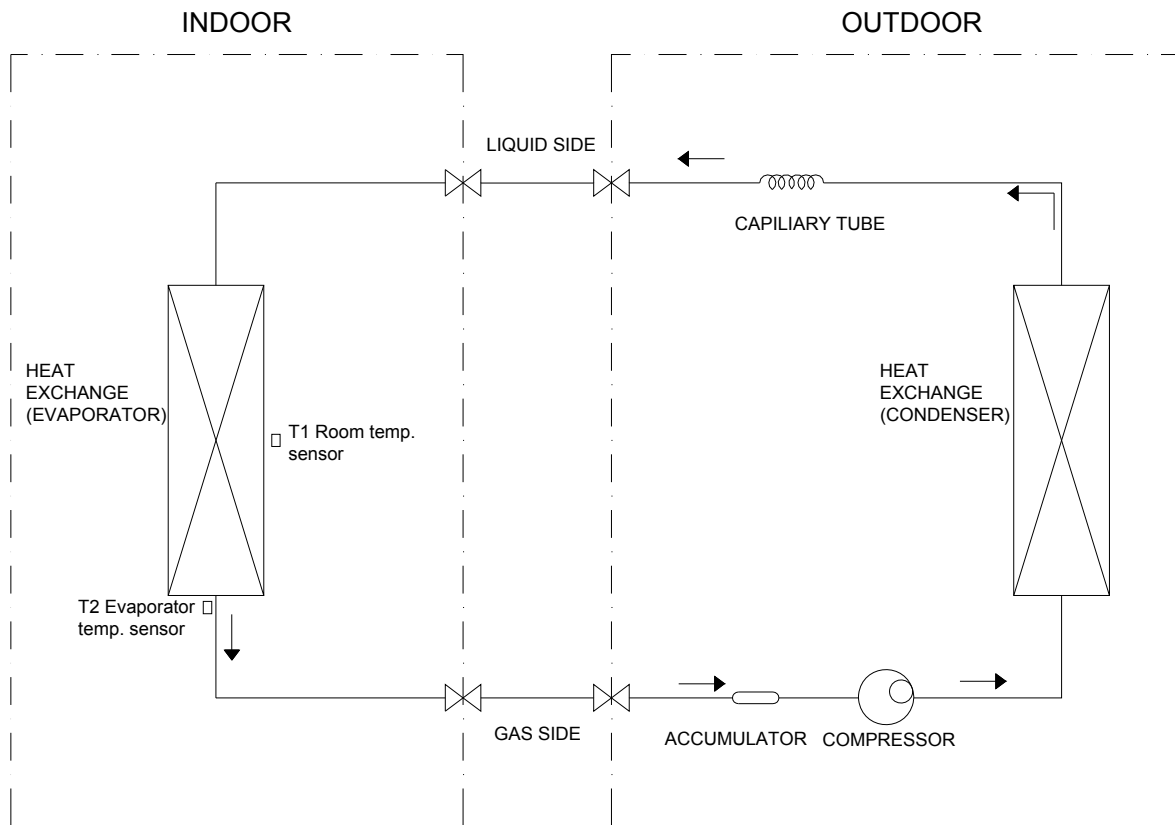 INDOOR
OUTDOOR
LIQUID SIDE
CAPILIARY TUBE
HEAT
EXCHANGE
(EVAPORATOR)
T1 Room temp.
sensor
HEAT
EXCHANGE
(CONDENSER)
T2 Evaporator
temp. sensor
GAS SIDE
ACCUMULATOR
COMPRESSOR